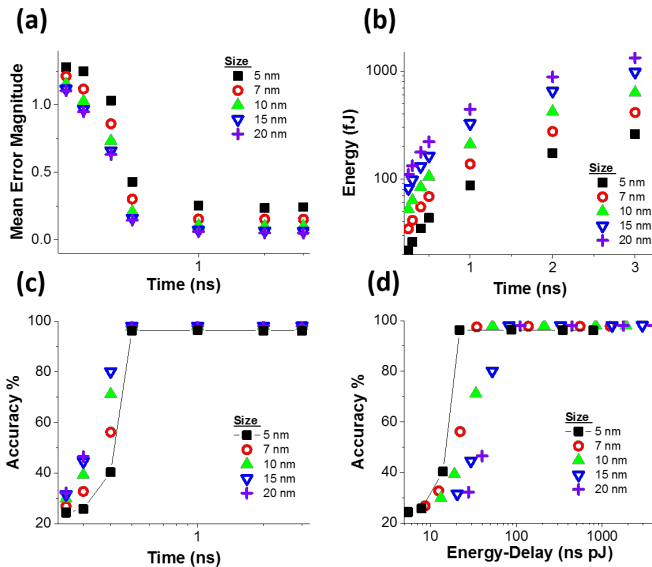 (a)
Mean Error Magnitude
1.0
0.5
0.0
1
Time (ns)
Size
5 nm
7 nm
10 nm
15 nm
20 nm
(b)
Energy (fJ)
1000
100
1
2
3
Time (ns)
Size
5 nm
7 nm
10 nm
15 nm
20 nm
(c)
Accuracy %
100
80
60
40
20
1
Time (ns)
Size
5 nm
7 nm
10 nm
15 nm
20 nm
(d)
Accuracy %
100
80
60
40
20
10
100
1000
Energy-Delay (ns pJ)
Size
5 nm
7 nm
10 nm
15 nm
20 nm